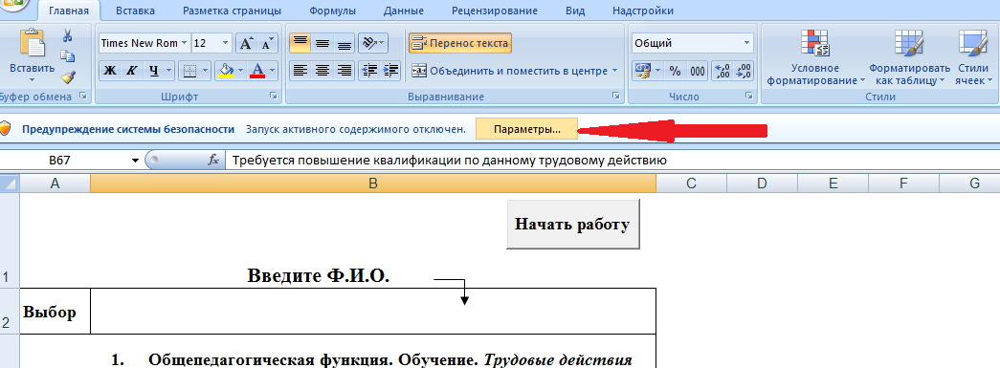 Главная Вставка Разметка страницы Формулы Данные Рецензирование Вид Надстройки
Times New Rom 12 Перенос текста Общий
Вставить Ж К Ч А Объединить и поместить в центре % 000 Условное форматирование Форматировать как таблицу Стили ячеек
Буфер обмена Шрифт Выравнивание Число Стили
Предупреждение системы безопасности Запуск активного содержимого отключен. Параметры...
B67 fx Требуется повышение квалификации по данному трудовому действию
A B C D E F G
Начать работу
1 Введите Ф.И.О.
2 Выбор
1. Общепедагогическая функция. Обучение. Трудовые действия